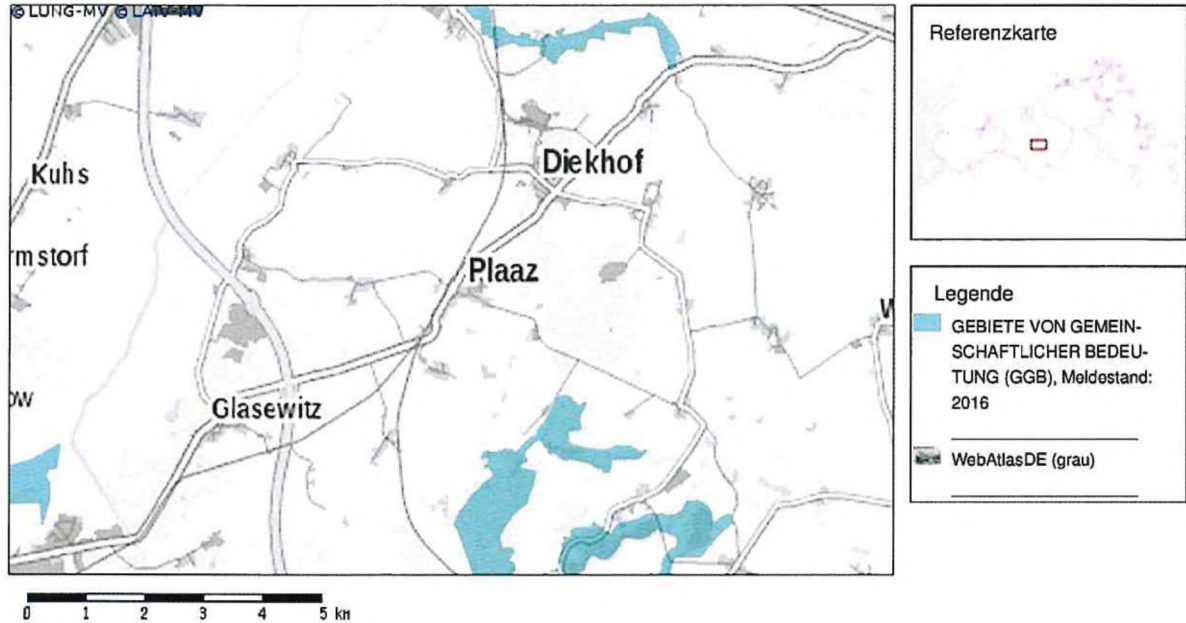 © LUNG-MV © LAIV-MV
Kuhs
Diekhof
rmstorf
Plaaz
W
ow
Glasewitz
0 1 2 3 4 5 km
Referenzkarte
Legende
GEBIETE VON GEMEIN-
SCHAFTLICHER BEDEU-
TUNG (GGB), Meldestand:
2016
WebAtlasDE (grau)